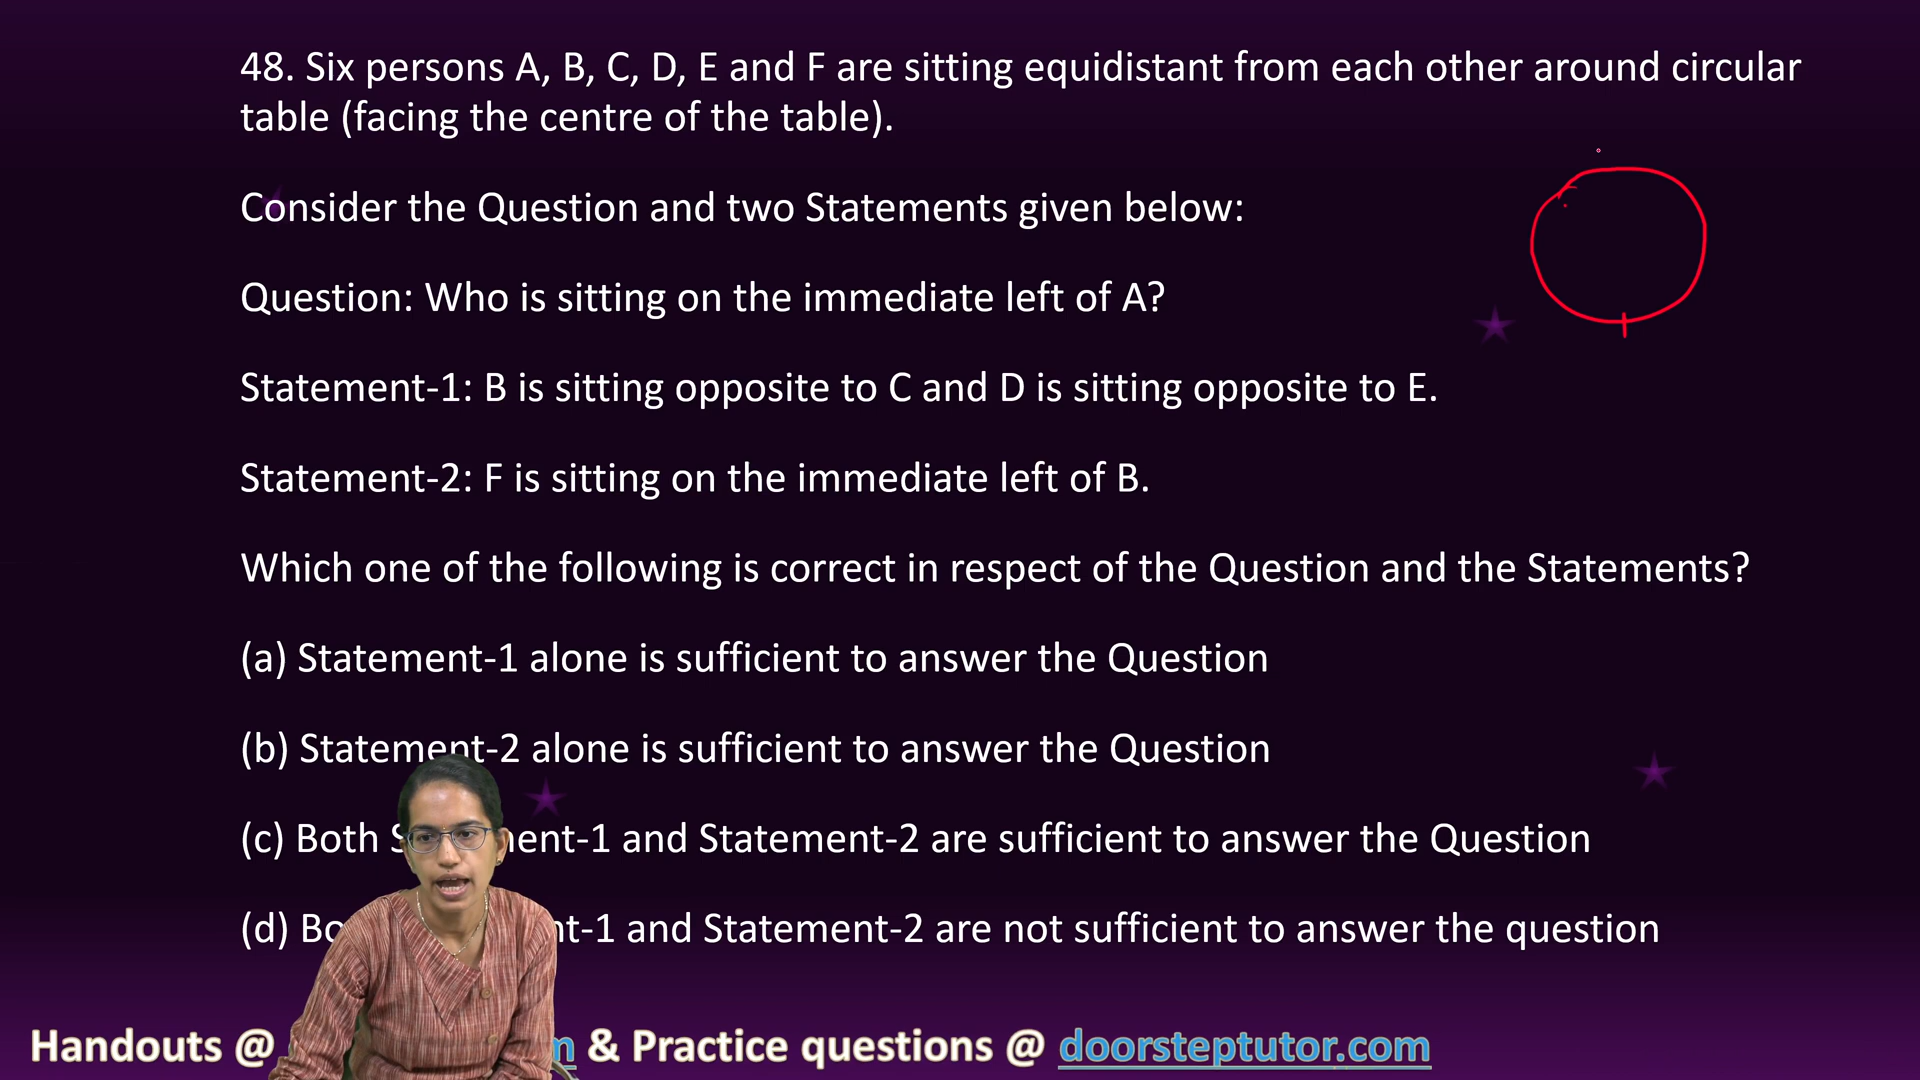 48. Six persons A, B, C, D, E and F are sitting equidistant from each other around circular
table (facing the centre of the table).
Consider the Question and two Statements given below:
Question: Who is sitting on the immediate left of A?
Statement-1: B is sitting opposite to C and D is sitting opposite to E.
Statement-2: F is sitting on the immediate left of B.
Which one of the following is correct in respect of the Question and the Statements?
(a) Statement-1 alone is sufficient to answer the Question
(b) Statement-2 alone is sufficient to answer the Question
(c) Both Statement-1 and Statement-2 are sufficient to answer the Question
(d) -1 and Statement-2 are not sufficient to answer the question
Handouts @ & Practice questions @ doorsteptutor.com